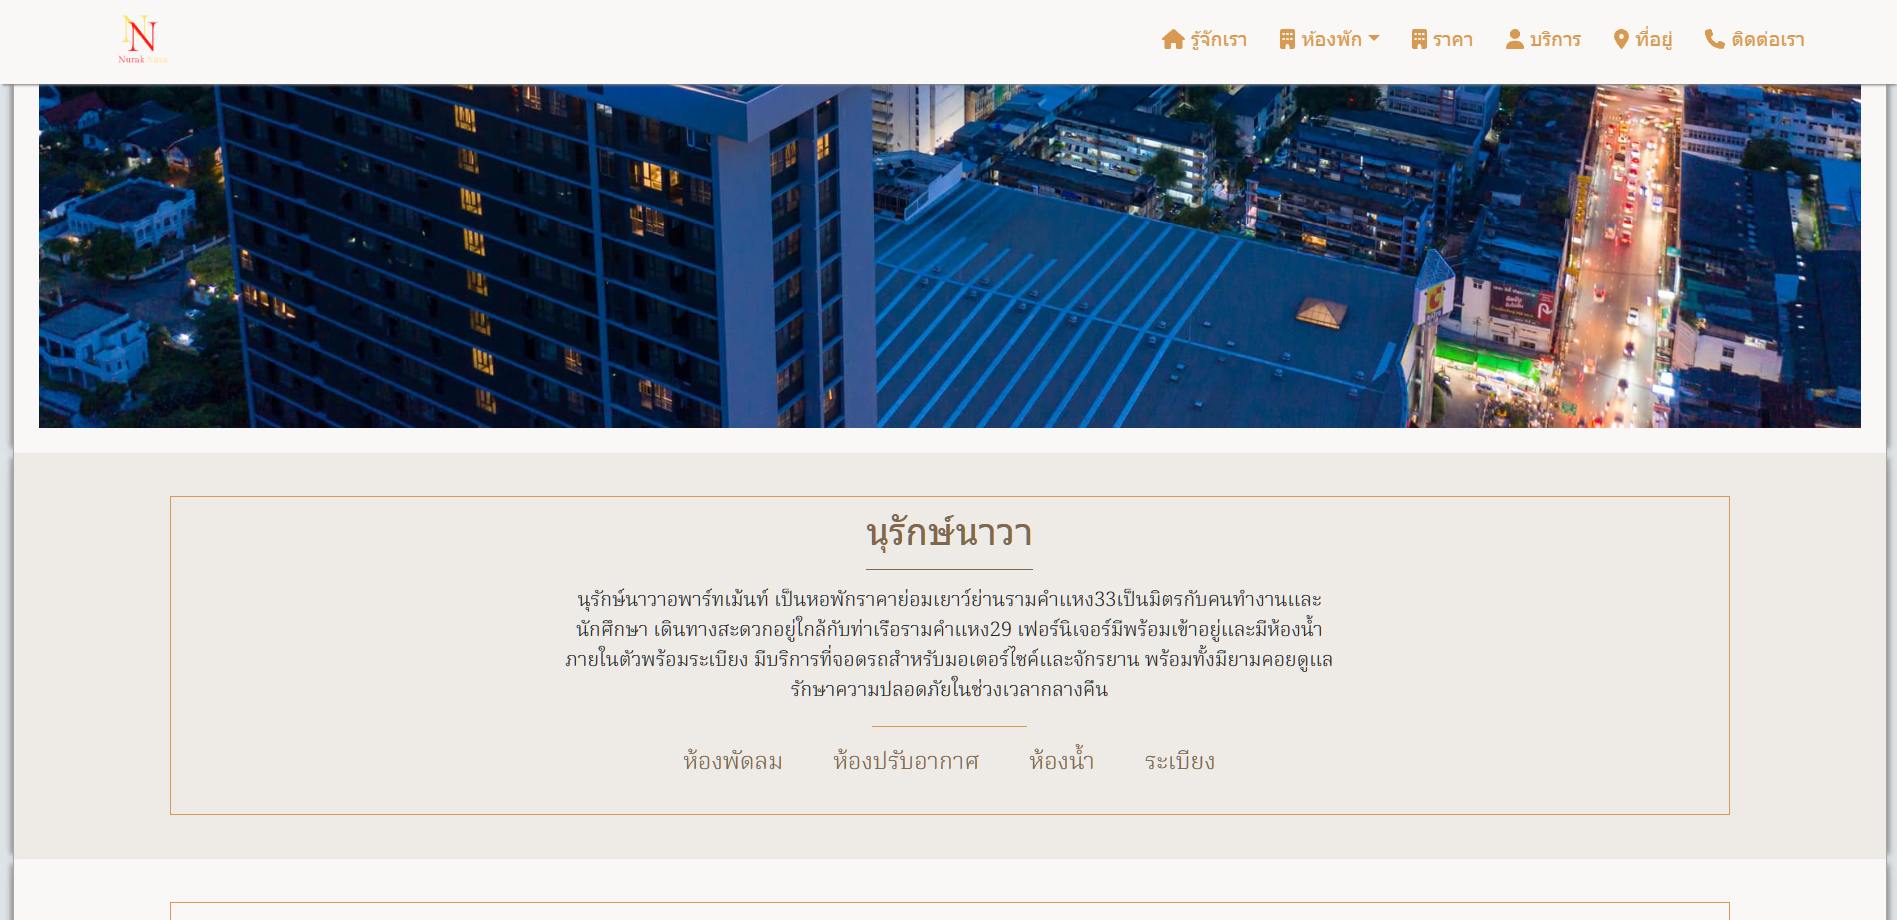 N
N
Nurak Nava
รู้จักเรา ห้องพัก ราคา บริการ ที่อยู่ ติดต่อเรา
นุรักษ์นาวา
นุรักษ์นาวาอพาร์ทเม้นท์ เป็นหอพักราคาย่อมเยาว์ย่านรามคำแหง33เป็นมิตรกับคนทำงานและ
นักศึกษา เดินทางสะดวกอยู่ใกล้กับท่าเรือรามคำแหง29 เฟอร์นิเจอร์มีพร้อมเข้าอยู่และมีห้องน้ำ
ภายในตัวพร้อมระเบียง มีบริการที่จอดรถสำหรับมอเตอร์ไซค์และจักรยาน พร้อมทั้งมียามคอยดูแล
รักษาความปลอดภัยในช่วงเวลากลางคืน
ห้องพัดลม ห้องปรับอากาศ ห้องน้ำ ระเบียง